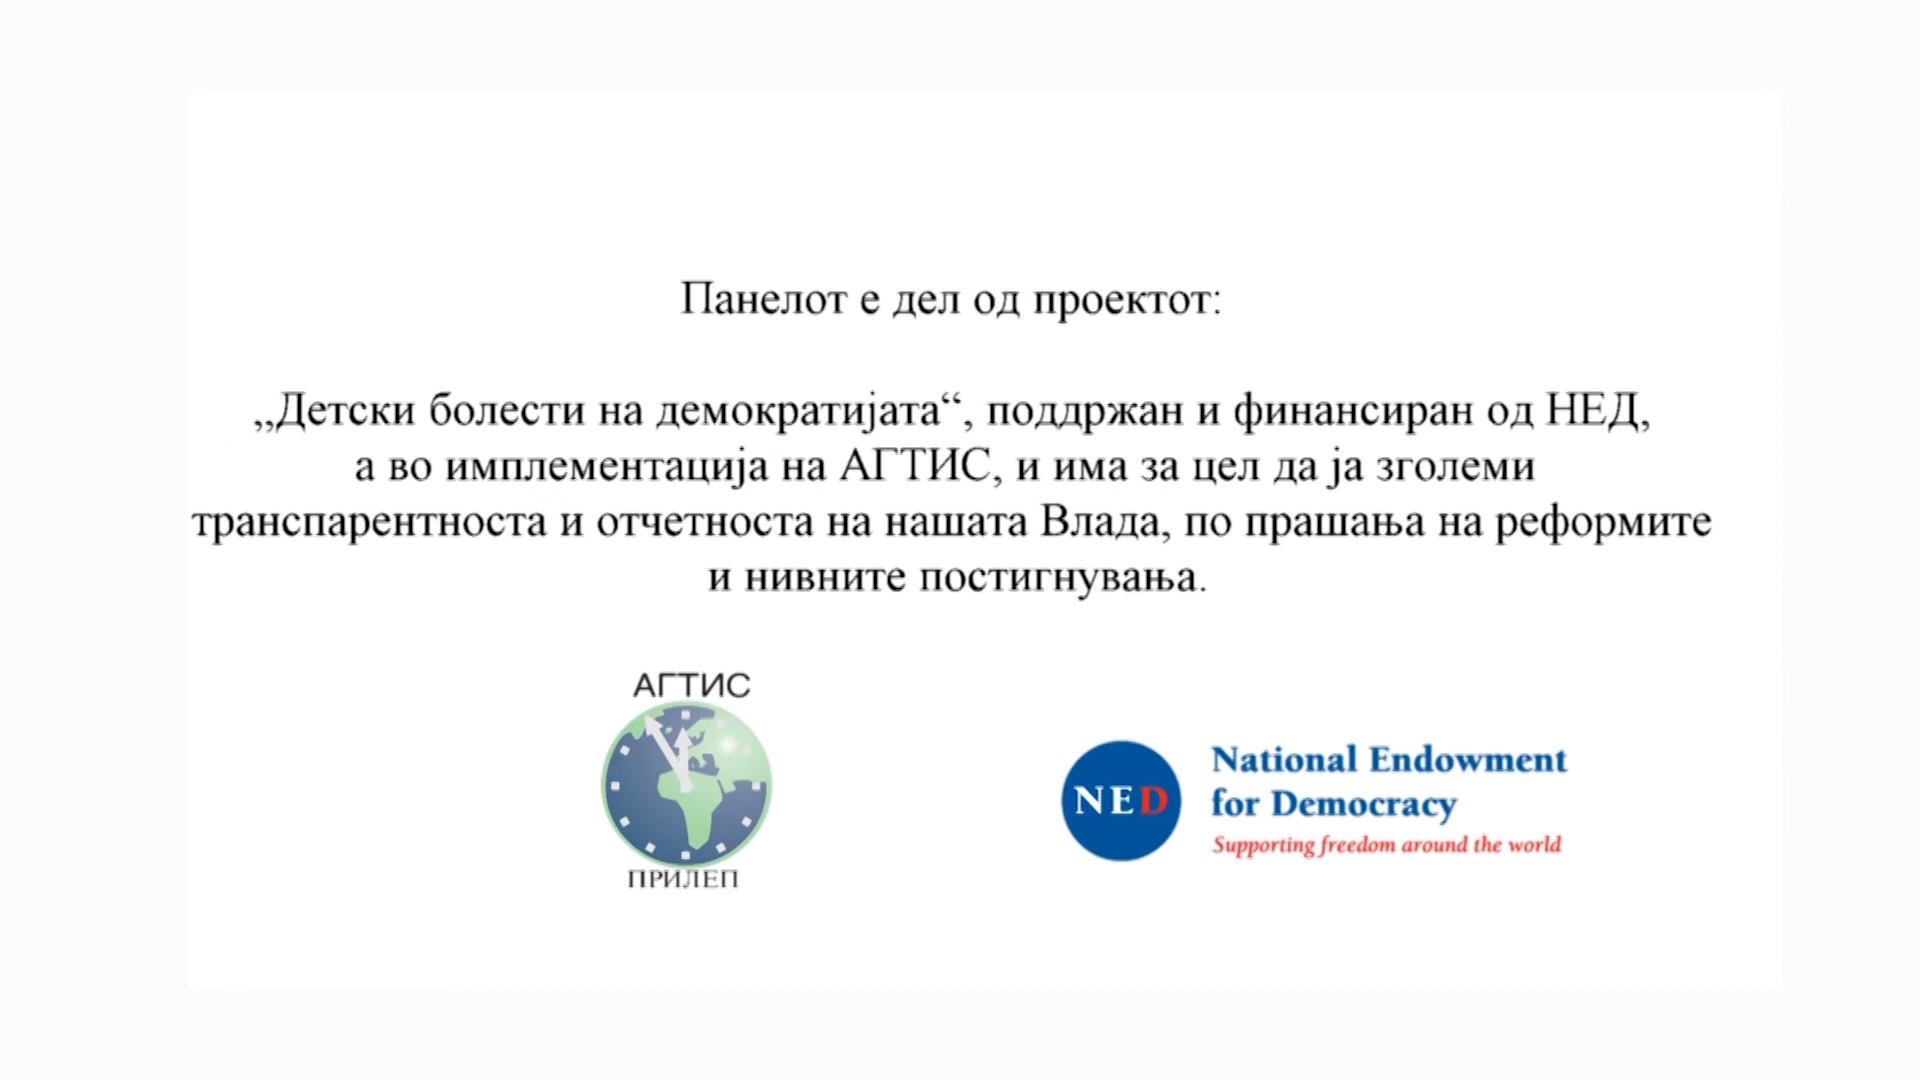 Панелот е дел од проектот:
„Детски болести на демократијата“, поддржан и финансиран од НЕД,
а во имплементација на АГТИС, и има за цел да ја зголеми
транспарентноста и отчетноста на нашата Влада, по прашања на реформите
и нивните постигнувања.
АГТИС
ПРИЛЕП
NED
National Endowment
for Democracy
Supporting freedom around the world